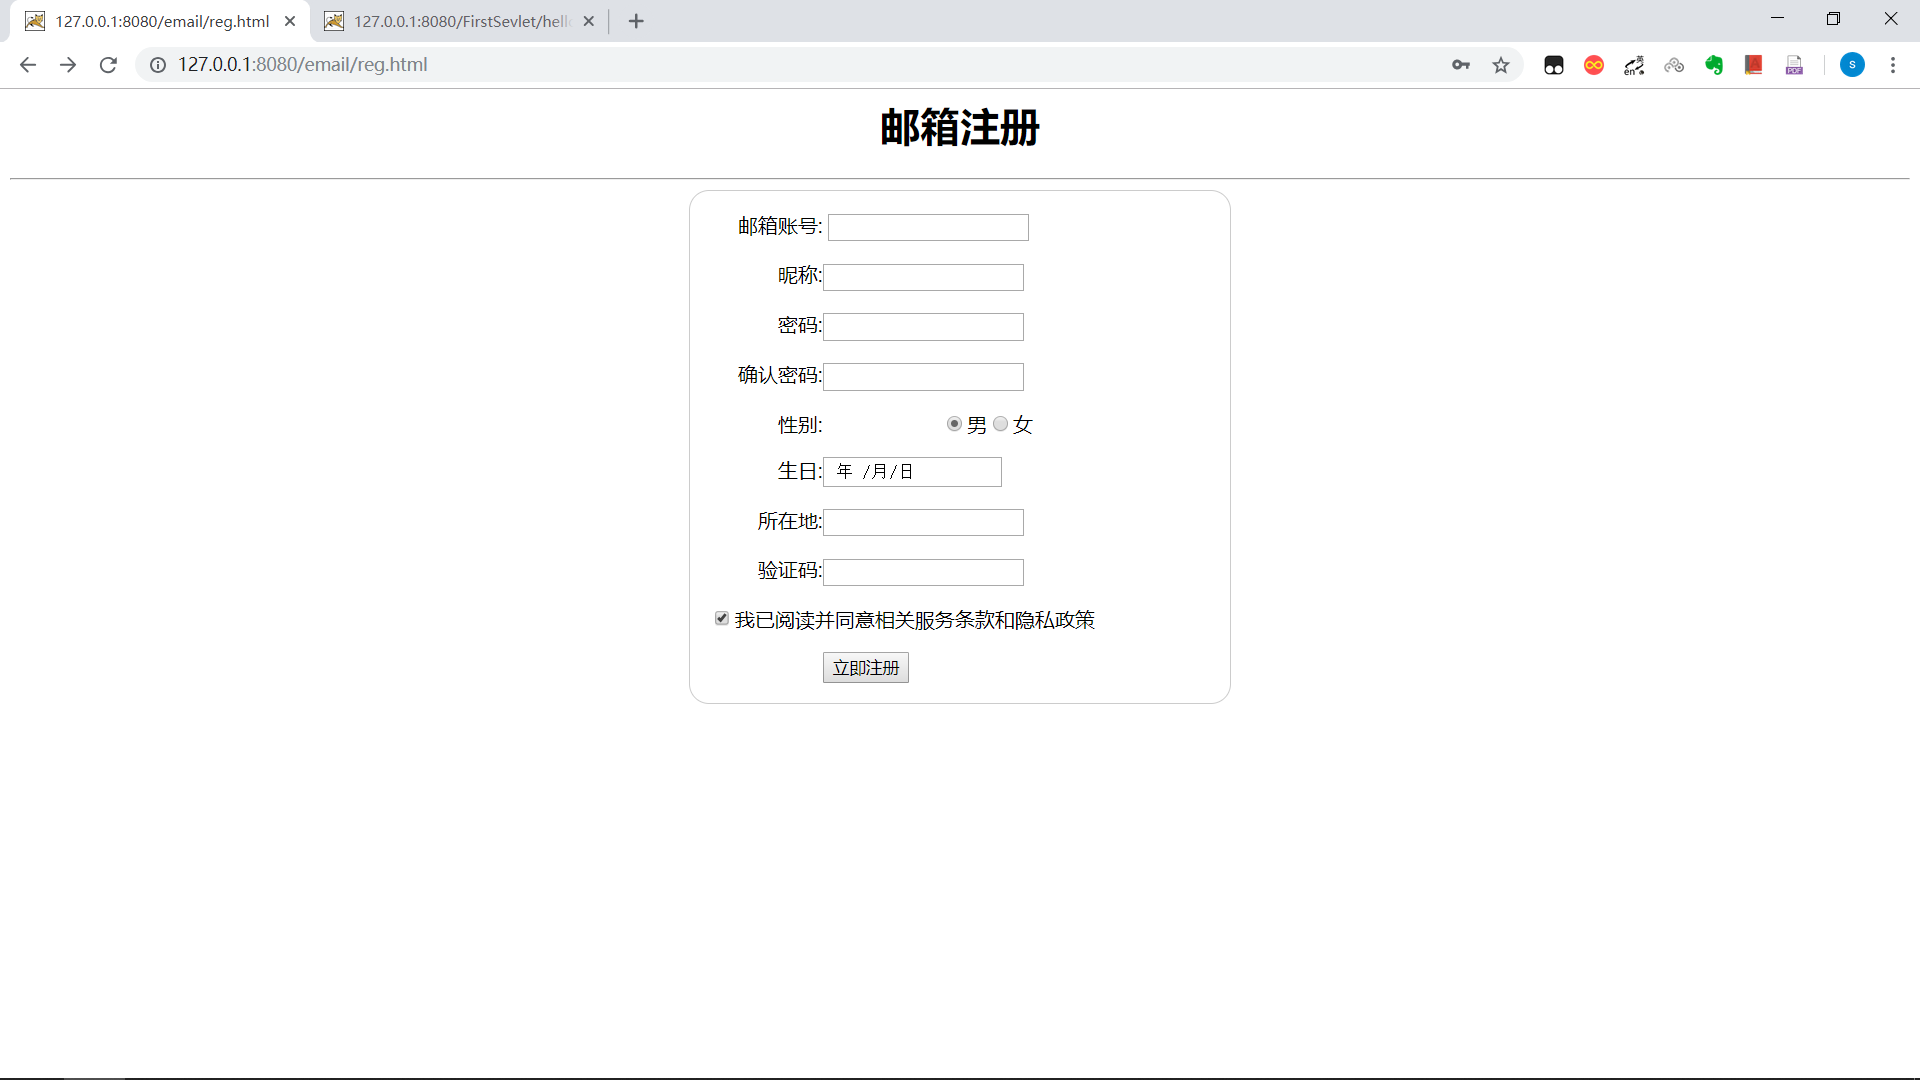 127.0.0.1:8080/email/reg.html
127.0.0.1:8080/FirstSevlet/hell
127.0.0.1:8080/email/reg.html
英
en
PDF
S
邮箱注册
邮箱账号:
昵称:
密码:
确认密码:
性别: 男 女
生日: 年 /月/日
所在地:
验证码:
我已阅读并同意相关服务条款和隐私政策
立即注册